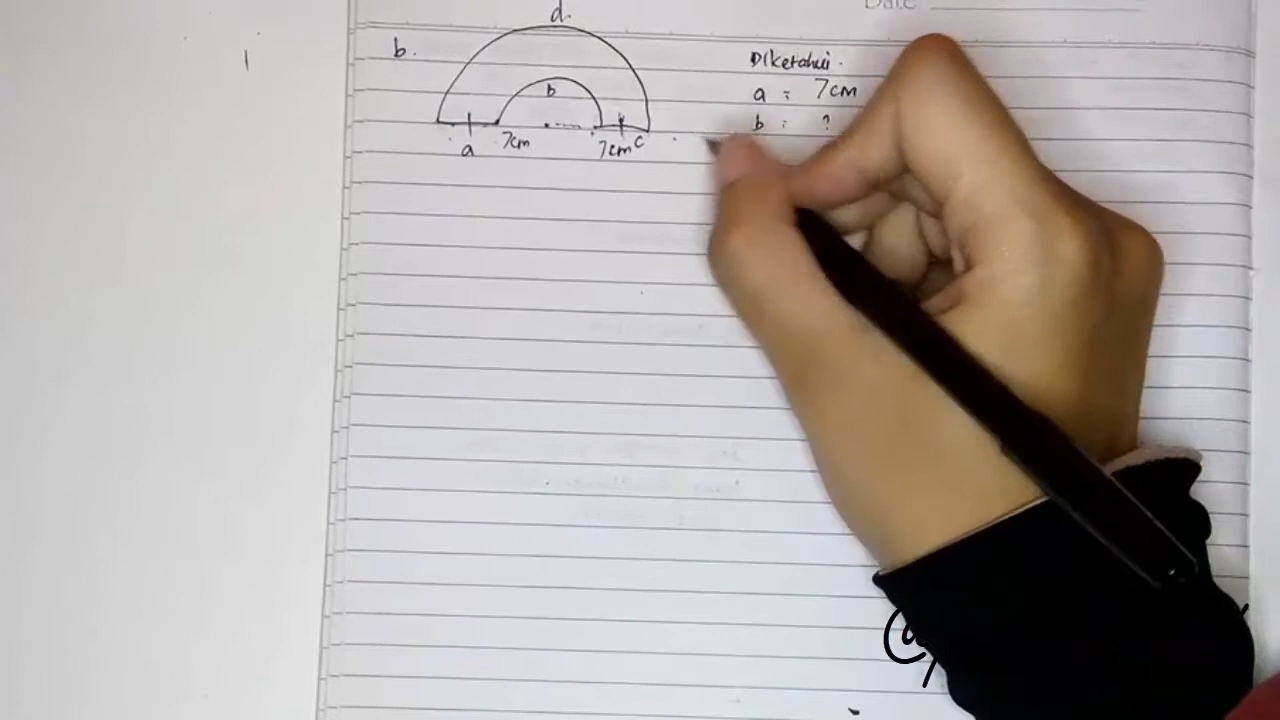 Date
d.
b.
b
7cm
7cm c
a
Diketahui.
a = 7cm
b = ?